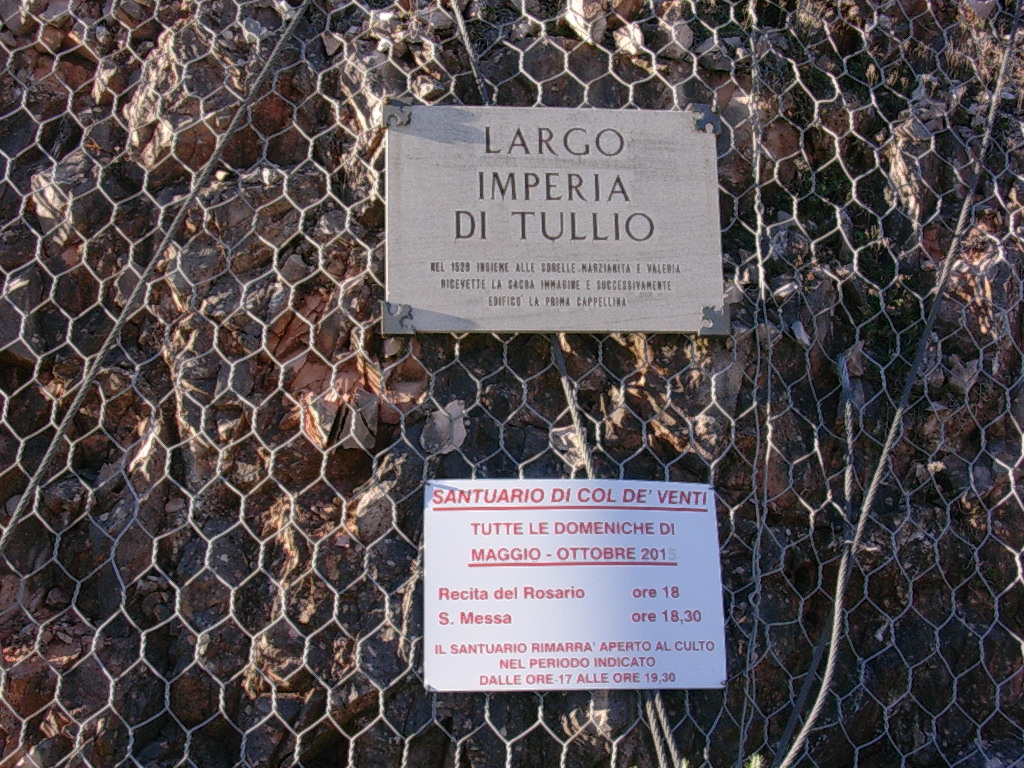 LARGO
IMPERIA
DI TULLIO
NEL 1528 INSIEME ALLE SORELLE MARZIANITA E VALERIA
RICEVETTE LA SACRA IMMAGINE E SUCCESSIVAMENTE
EDIFICO' LA PRIMA CAPPELLINA
SANTUARIO DI COL DE' VENTI
TUTTE LE DOMENICHE DI
MAGGIO - OTTOBRE 2015
Recita del Rosario ore 18
S. Messa ore 18,30
IL SANTUARIO RIMARRA' APERTO AL CULTO
NEL PERIODO INDICATO
DALLE ORE 17 ALLE ORE 19,30